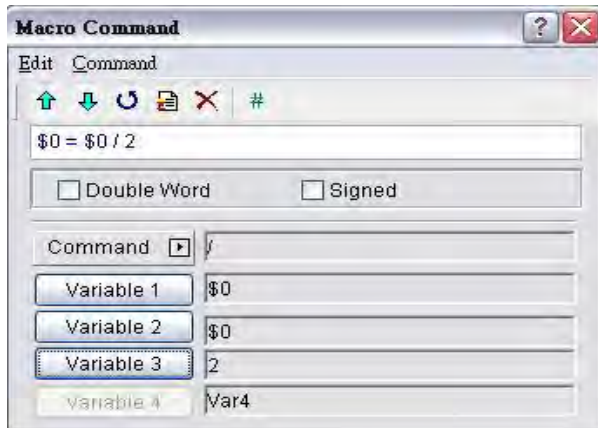 Macro Command
Edit Command
#
$0 = $0 / 2
Double Word Signed
Command /
Variable 1 $0
Variable 2 $0
Variable 3 2
Variable 4 Var4